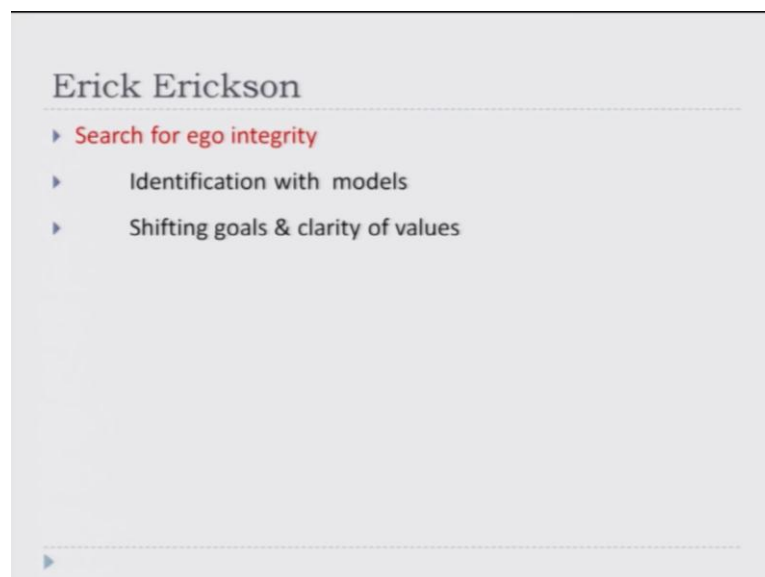 Erick Erickson
Search for ego integrity
Identification with models
Shifting goals & clarity of values